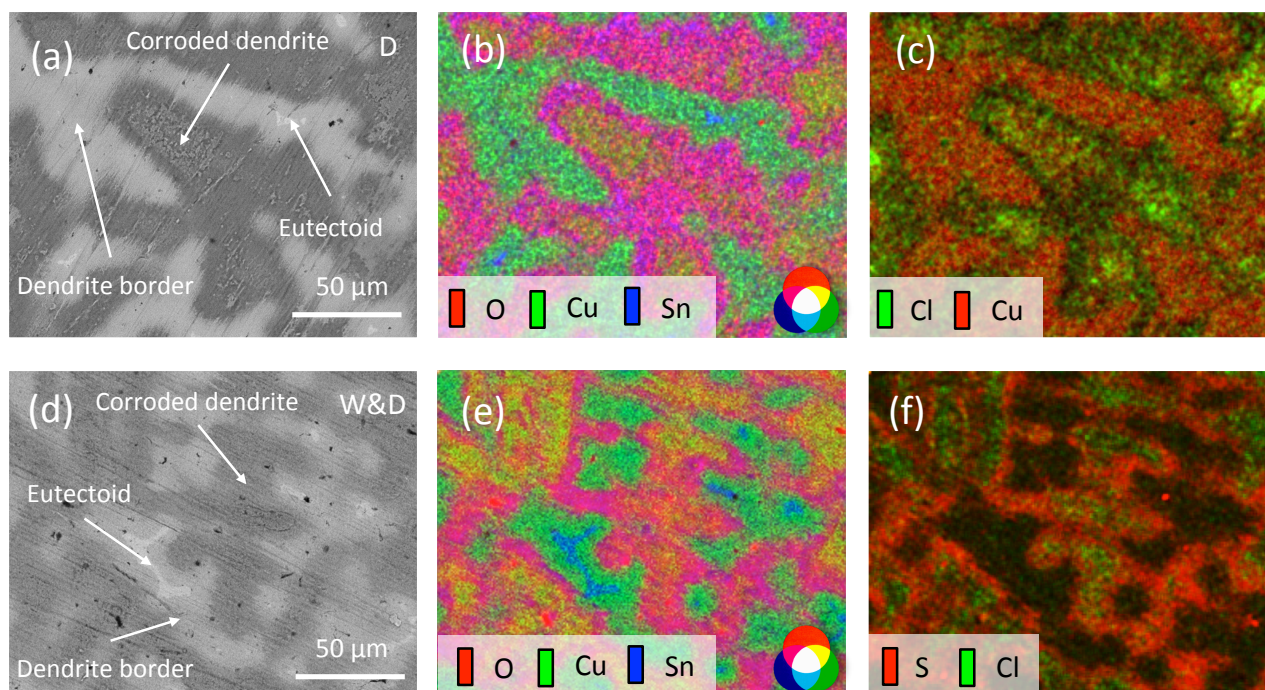 (a)
Corroded dendrite
D
Eutectoid
Dendrite border
50 µm
(b)
O Cu Sn
(c)
Cl Cu
(d)
Corroded dendrite
W&D
Eutectoid
Dendrite border
50 µm
(e)
O Cu Sn
(f)
S Cl